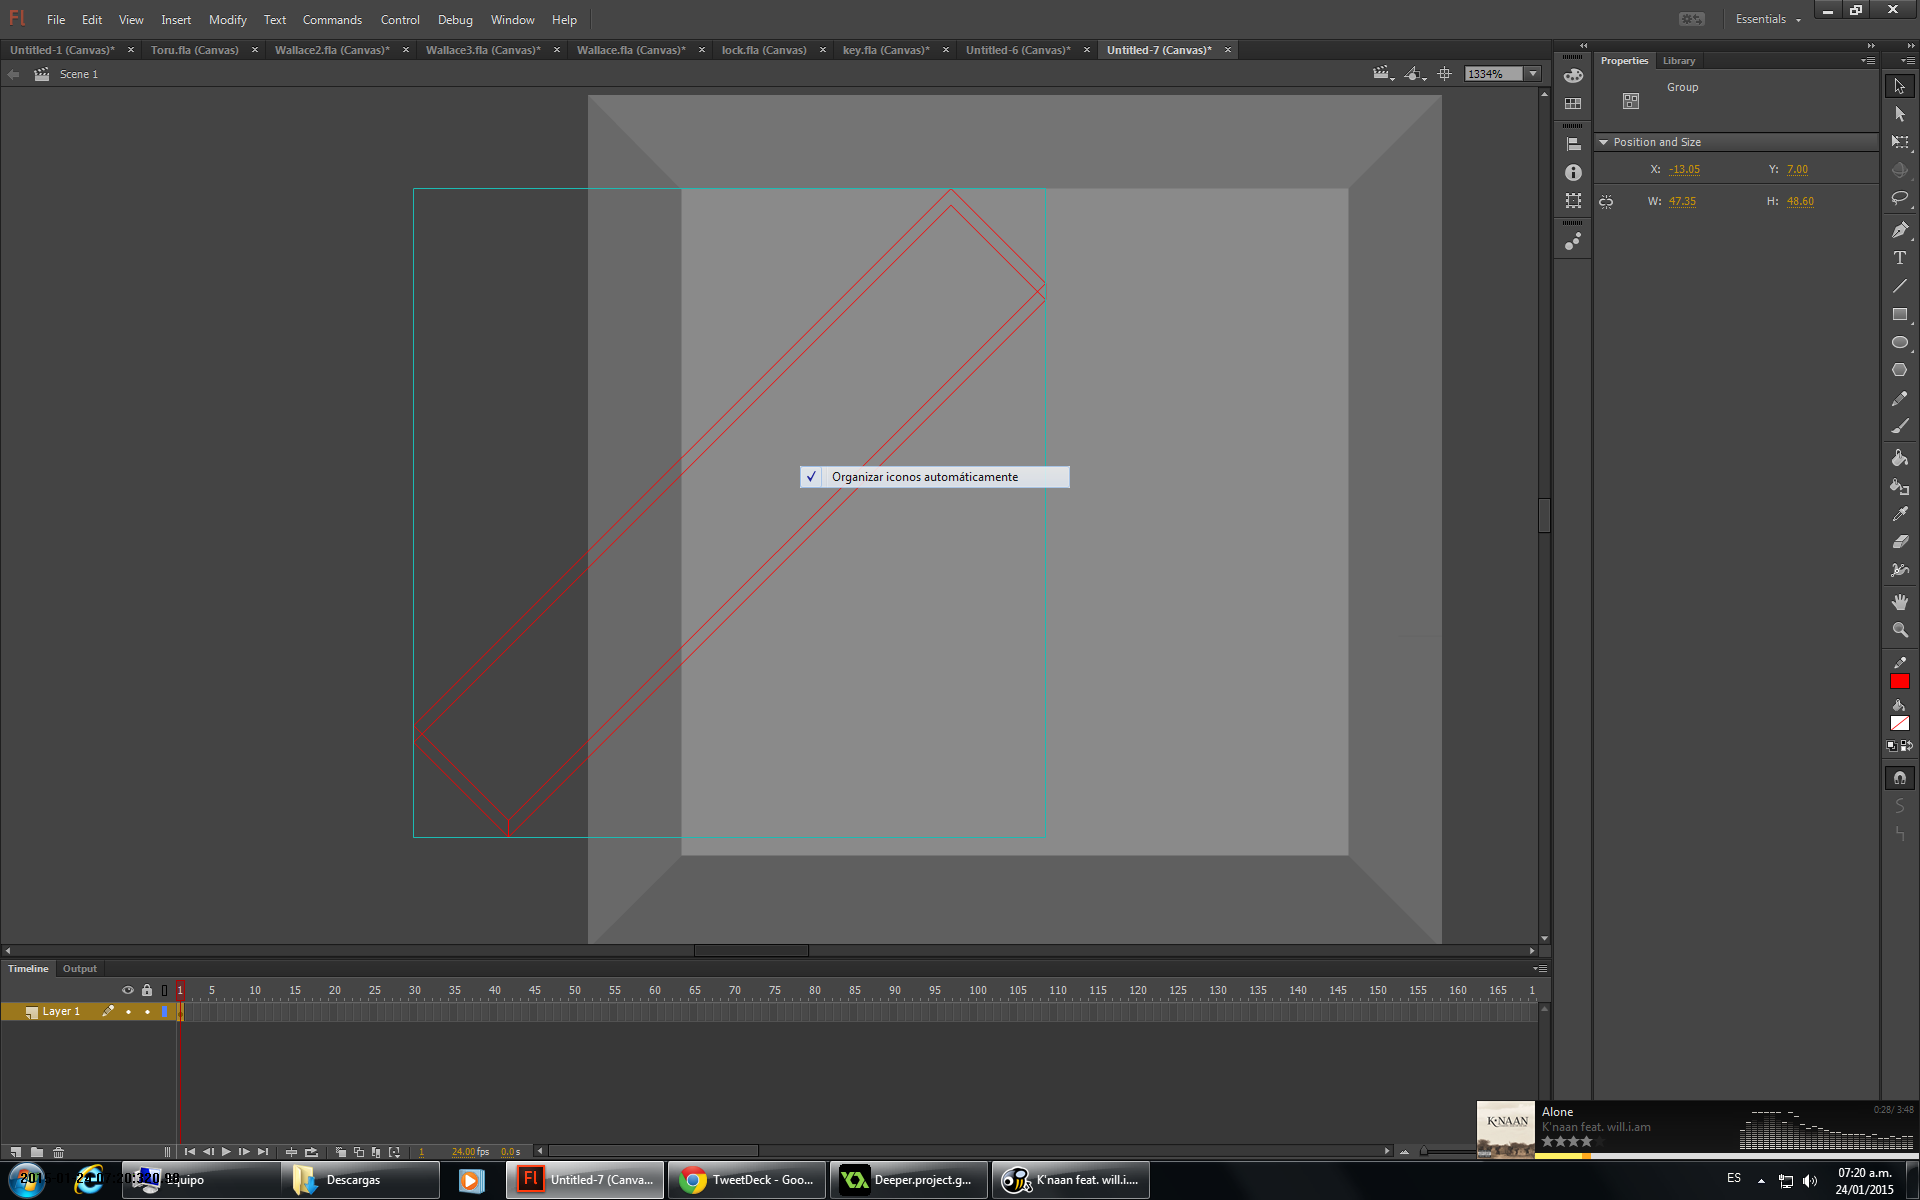 Fl File Edit View Insert Modify Text Commands Control Debug Window Help Essentials
Untitled-1 (Canvas)* Toru.fla (Canvas) Wallace2.fla (Canvas)* Wallace3.fla (Canvas)* Wallace.fla (Canvas)* lock.fla (Canvas) key.fla (Canvas)* Untitled-6 (Canvas)* Untitled-7 (Canvas)*
Scene 1 1334%
Properties Library
Group
Position and Size
X: -13.05 Y: 7.00
W: 47.35 H: 48.60
✓ Organizar iconos automáticamente
Timeline Output
1 5 10 15 20 25 30 35 40 45 50 55 60 65 70 75 80 85 90 95 100 105 110 115 120 125 130 135 140 145 150 155 160 165 1
Layer 1
1 24.00 fps 0.0 s
K'NAAN
Alone
K'naan feat. will.i.am
0:28/ 3:48
Equipo Descargas Fl Untitled-7 (Canva... TweetDeck - Goo... Deeper.project.g... K'naan feat. will.i....
ES
07:20 a.m.
24/01/2015